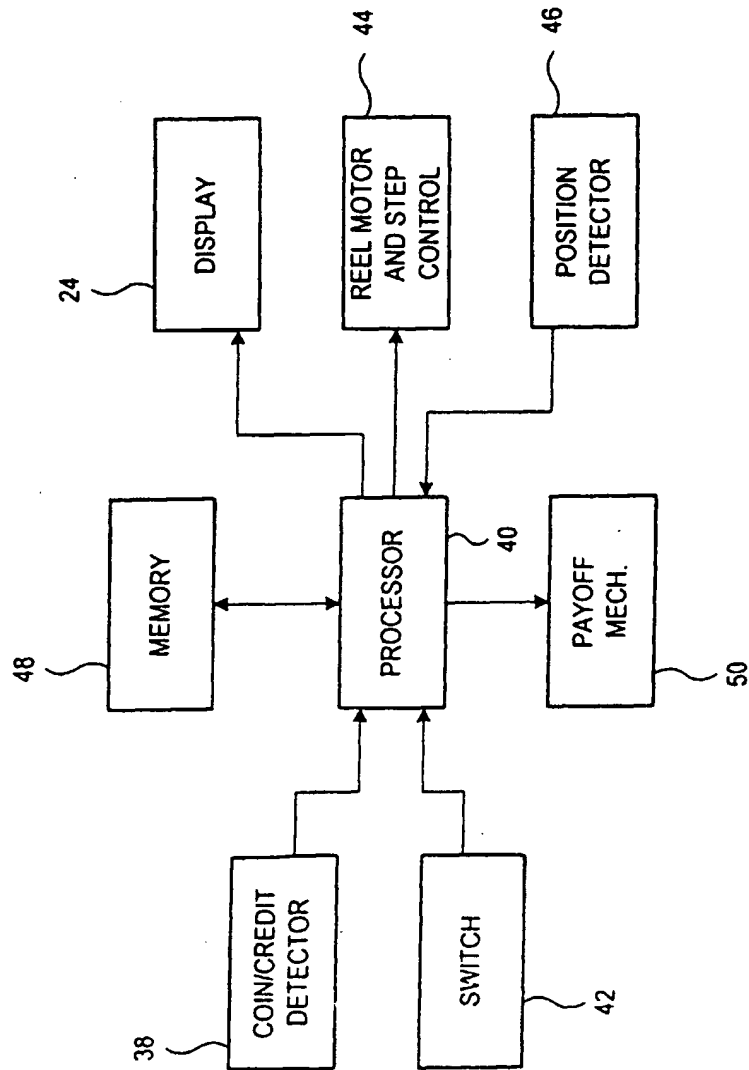 38
COIN/CREDIT
DETECTOR
SWITCH
42
48
MEMORY
PROCESSOR
40
PAYOFF
MECH.
50
24
DISPLAY
44
REEL MOTOR
AND STEP
CONTROL
46
POSITION
DETECTOR